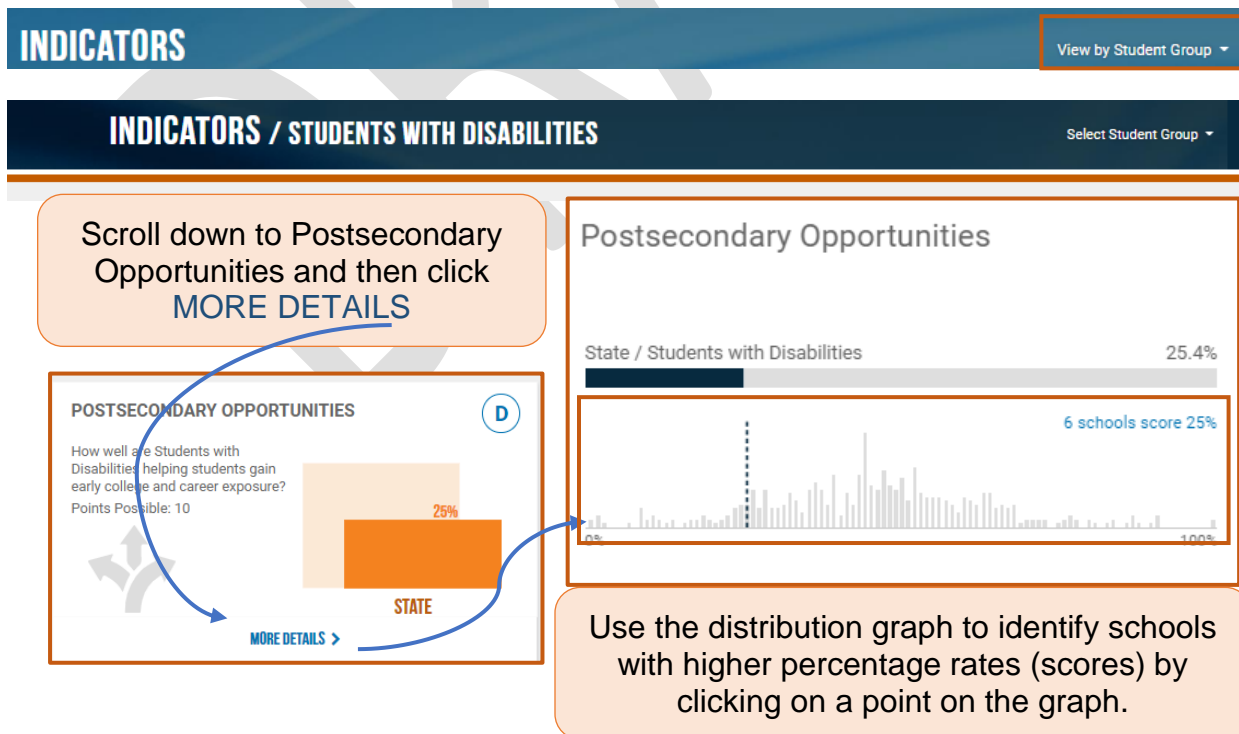 INDICATORS
View by Student Group
INDICATORS / STUDENTS WITH DISABILITIES
Select Student Group
Scroll down to Postsecondary
Opportunities and then click
MORE DETAILS
POSTSECONDARY OPPORTUNITIES
D
How well are Students with
Disabilities helping students gain
early college and career exposure?
Points Possible: 10
25%
STATE
MORE DETAILS >
Postsecondary Opportunities
State / Students with Disabilities 25.4%
6 schools score 25%
0% 100%
Use the distribution graph to identify schools
with higher percentage rates (scores) by
clicking on a point on the graph.